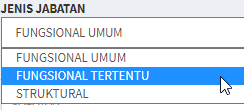 JENIS JABATAN
FUNGSIONAL UMUM
FUNGSIONAL UMUM
FUNGSIONAL TERTENTU
STRUKTURAL